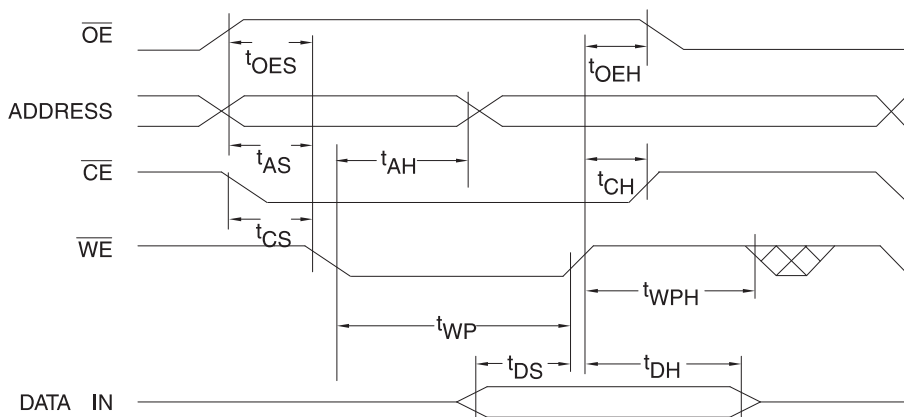 OE
tOES
tOEH
ADDRESS
tAS
tAH
CE
tCH
tCS
WE
tWPH
tWP
tDS
tDH
DATA IN